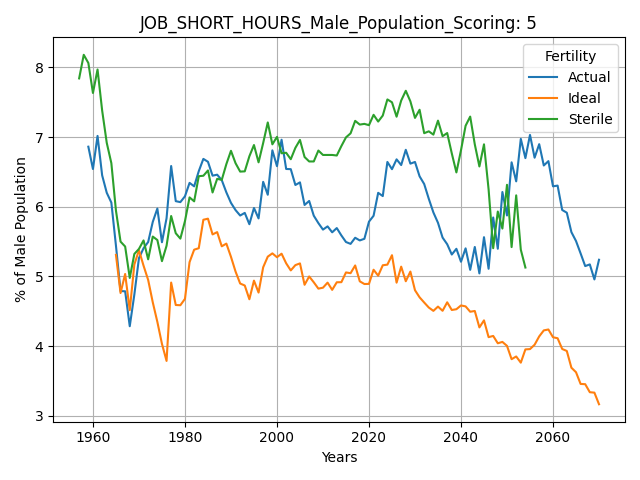 JOB_SHORT_HOURS_Male_Population_Scoring: 5
Fertility
Actual
Ideal
Sterile
8
7
6
5
4
3
% of Male Population
1960
1980
2000
2020
2040
2060
Years